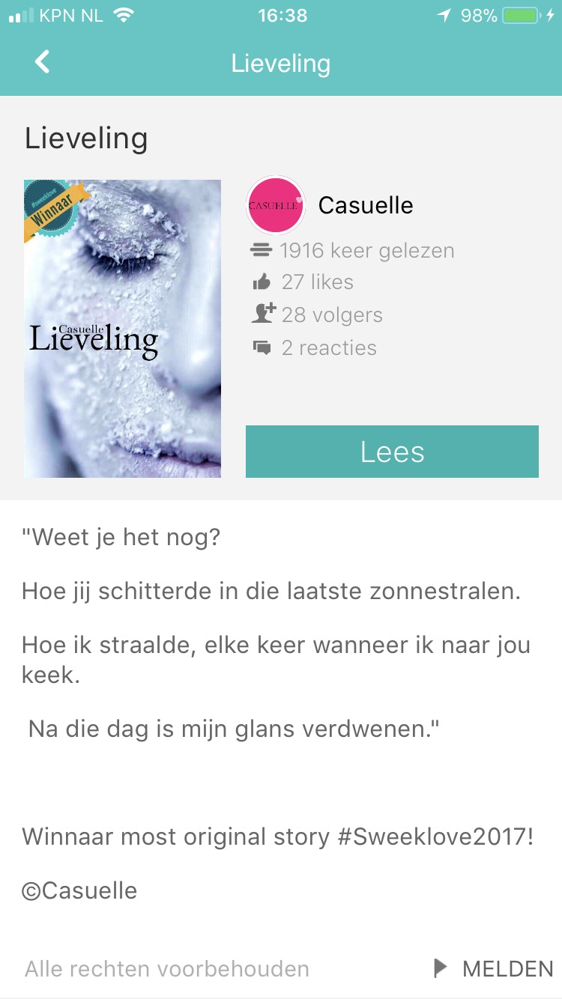 KPN NL 16:38 98%
Lieveling
Lieveling
#sweeklove
Winnaar
Casuelle
Lieveling
CASUELLE
Casuelle
1916 keer gelezen
27 likes
28 volgers
2 reacties
Lees
"Weet je het nog?
Hoe jij schitterde in die laatste zonnestralen.
Hoe ik straalde, elke keer wanneer ik naar jou
keek.
Na die dag is mijn glans verdwenen."
Winnaar most original story #Sweeklove2017!
©Casuelle
Alle rechten voorbehouden
MELDEN